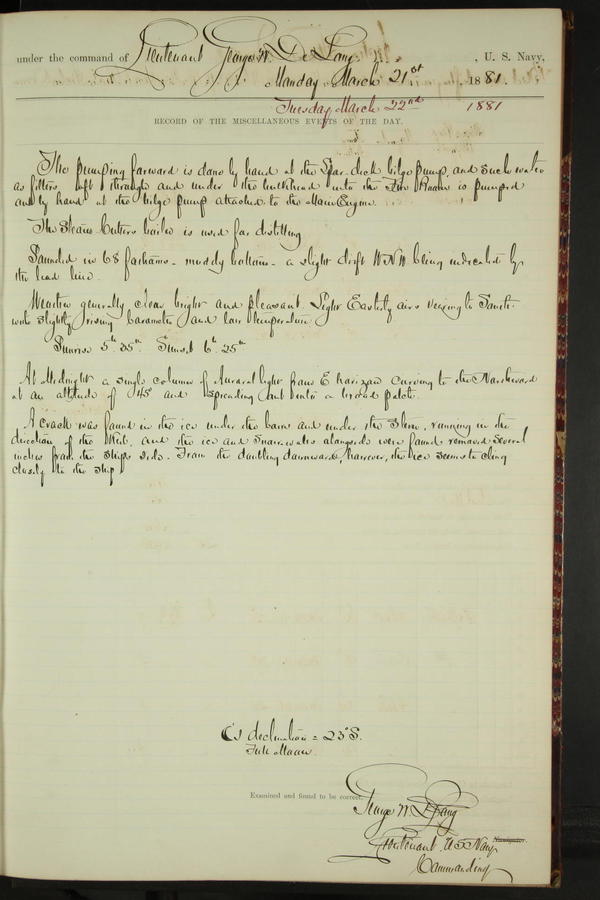 under the command of Lieutenant George W. De Long, U. S. Navy,
Monday March 21st, 1881.
Tuesday March 22nd 1881
RECORD OF THE MISCELLANEOUS EVENTS OF THE DAY.
The pumping forward is done by hand at the Spar deck bilge pump, and such water
as filters aft through and under the bulkhead into the Fire Room is pumped
out by hand at the bilge pump attached to the Main Engine.
The Steam Cutters boiler is used for distilling
Sounded in 68 fathoms - muddy bottom - a slight drift WNW being indicated by
the lead line.
Weather generally clear bright and pleasant. Light Easterly airs veering to South
with slightly rising barometer and low temperature
Sunrise 5h 35m. Sunset 6h 25m
At Midnight a single column of Auroral light from E horizon curving to the Northward
at an altitude of 45° and spreading out into a broad patch.
A crack was found in the ice under the bows and under the Stern, running in the
direction of the Keel, and the ice and snow water alongside were found removed several
inches from the ships side. From the doubling downwards, however, the ice seems to cling
closely to the ship
☾'s declination = 25° S.
Full Moon.
Examined and found to be correct.
George W. De Long
Lieutenant U S Navy
Navigator.
Commanding